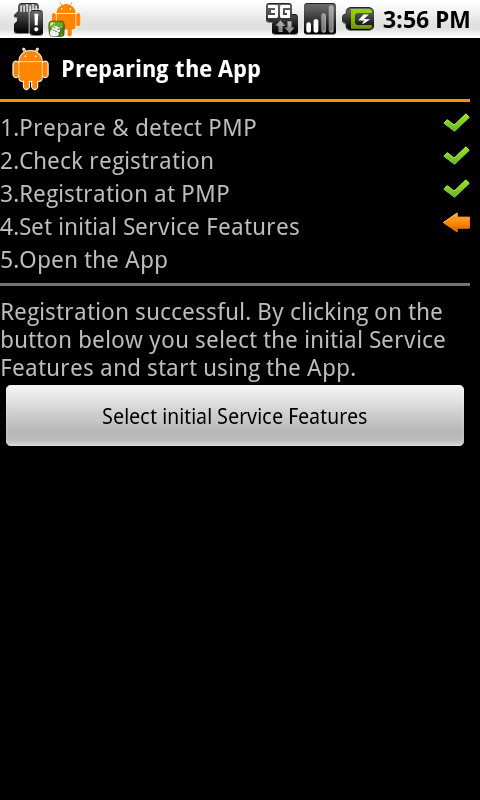 3G 3:56 PM
Preparing the App
1.Prepare & detect PMP
2.Check registration
3.Registration at PMP
4.Set initial Service Features
5.Open the App
Registration successful. By clicking on the
button below you select the initial Service
Features and start using the App.
Select initial Service Features